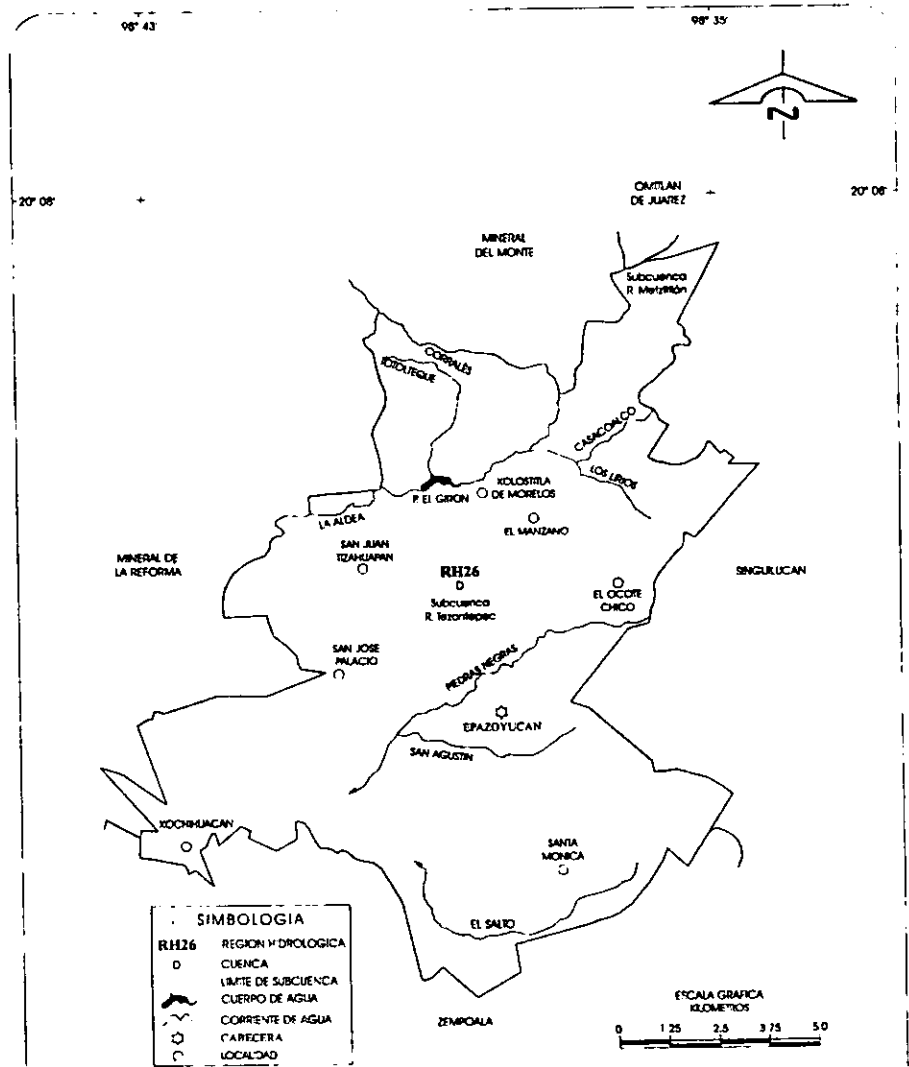 98° 43'
98° 35'
N
20° 08'
20° 08'
OMITLAN
DE JUAREZ
MINERAL
DEL MONTE
Subcuenca
R. Metztitlán
CORRALES
CASACOALCO
LOS LIRIOS
P. EL GIRON
XOLOSTITLA
DE MORELOS
LA ALDEA
EL MANZANO
SAN JUAN
TIZAHUAPAN
MINERAL DE
LA REFORMA
RH26
D
Subcuenca
R. Tezontepec
EL OCOTE
CHICO
SINGUILUCAN
SAN JOSE
PALACIO
PIEDRAS NEGRAS
EPAZOYUCAN
SAN AGUSTIN
XOCHIHUACAN
SANTA
MONICA
EL SALTO
SIMBOLOGIA
RH26 REGION HIDROLOGICA
D CUENCA
LIMITE DE SUBCUENCA
CUERPO DE AGUA
CORRIENTE DE AGUA
CABECERA
LOCALIDAD
ZEMPOALA
ESCALA GRAFICA
KILOMETROS
0 1.25 2.5 3.75 5.0